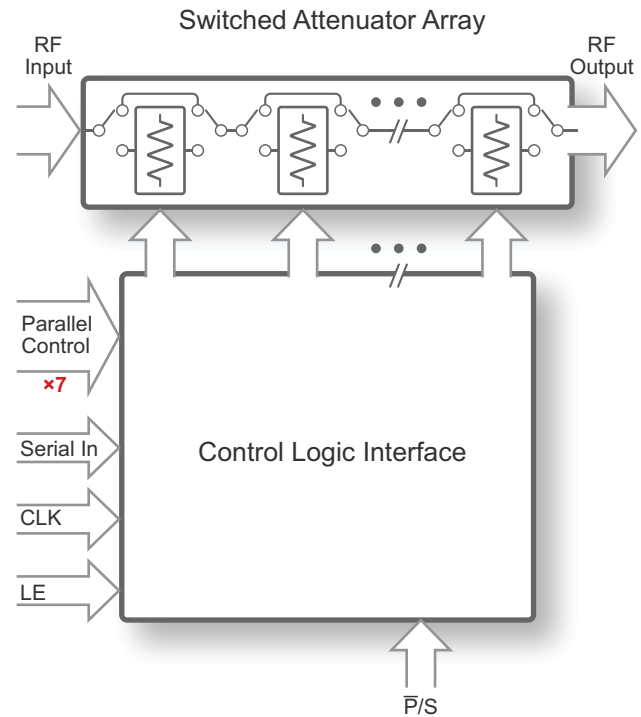 Switched Attenuator Array
RF
Input
RF
Output
Parallel
Control
×7
Serial In
CLK
LE
Control Logic Interface
P̅/S